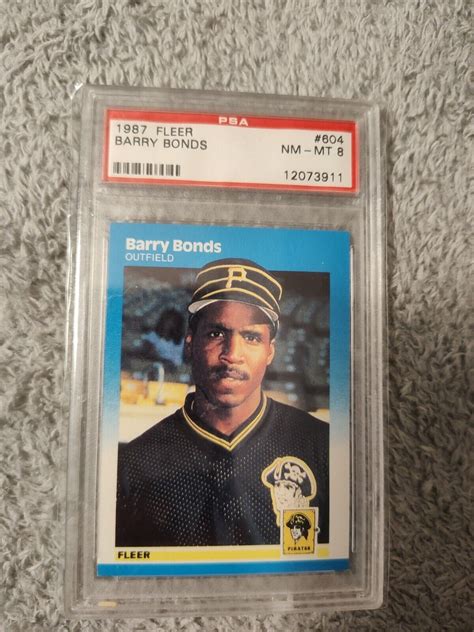 PSA
1987 FLEER #604
BARRY BONDS NM-MT 8
12073911
Barry Bonds
OUTFIELD
P
FLEER
PIRATES